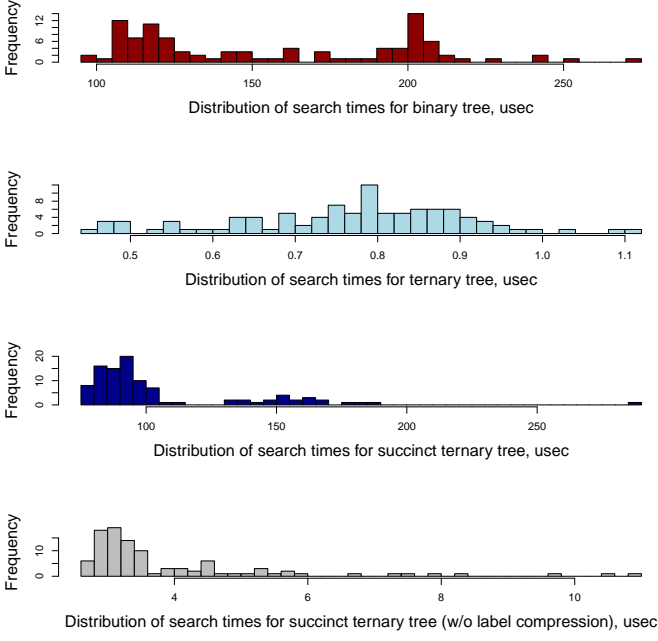 Frequency
0 6 12
100 150 200 250
Distribution of search times for binary tree, usec
Frequency
0 4 8
0.5 0.6 0.7 0.8 0.9 1.0 1.1
Distribution of search times for ternary tree, usec
Frequency
0 10 20
100 150 200 250
Distribution of search times for succinct ternary tree, usec
Frequency
0 10
4 6 8 10
Distribution of search times for succinct ternary tree (w/o label compression), usec